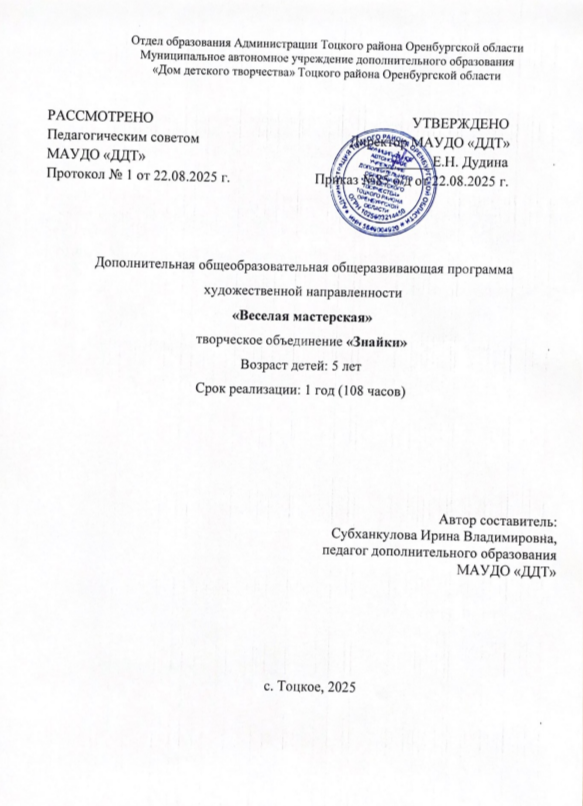 Отдел образования Администрации Тоцкого района Оренбургской области
Муниципальное автономное учреждение дополнительного образования
«Дом детского творчества» Тоцкого района Оренбургской области
РАССМОТРЕНО
Педагогическим советом
МАУДО «ДДТ»
Протокол № 1 от 22.08.2025 г.
УТВЕРЖДЕНО
Директор МАУДО «ДДТ»
Е.Н. Дудина
Приказ от 22.08.2025 г.
Дополнительная общеобразовательная общеразвивающая программа
художественной направленности
«Веселая мастерская»
творческое объединение «Знайки»
Возраст детей: 5 лет
Срок реализации: 1 год (108 часов)
Автор составитель:
Субханкулова Ирина Владимировна,
педагог дополнительного образования
МАУДО «ДДТ»
с. Тоцкое, 2025